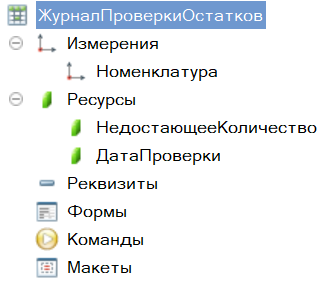 ЖурналПроверкиОстатков
Измерения
Номенклатура
Ресурсы
НедостающееКоличество
ДатаПроверки
Реквизиты
Формы
Команды
Макеты